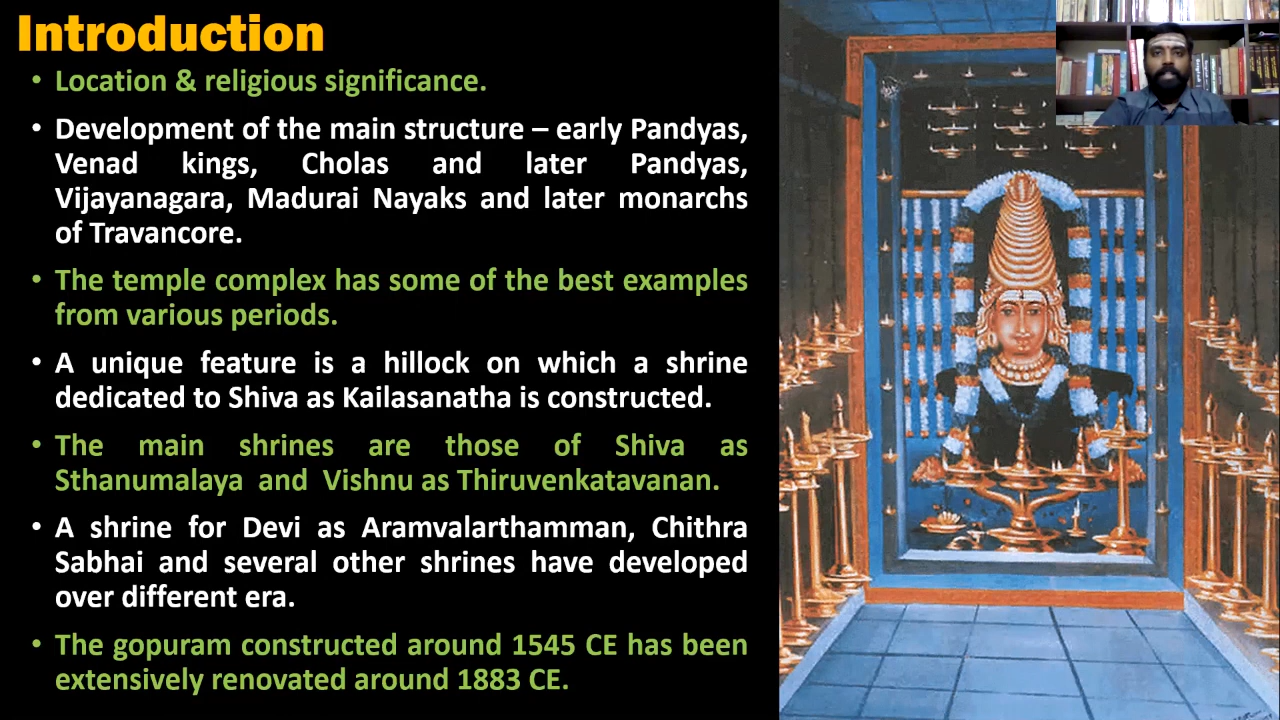 Introduction
• Location & religious significance.
• Development of the main structure – early Pandyas,
Venad kings, Cholas and later Pandyas,
Vijayanagara, Madurai Nayaks and later monarchs
of Travancore.
• The temple complex has some of the best examples
from various periods.
• A unique feature is a hillock on which a shrine
dedicated to Shiva as Kailasanatha is constructed.
• The main shrines are those of Shiva as
Sthanumalaya and Vishnu as Thiruvenkatavanan.
• A shrine for Devi as Aramvalarthamman, Chithra
Sabhai and several other shrines have developed
over different era.
• The gopuram constructed around 1545 CE has been
extensively renovated around 1883 CE.